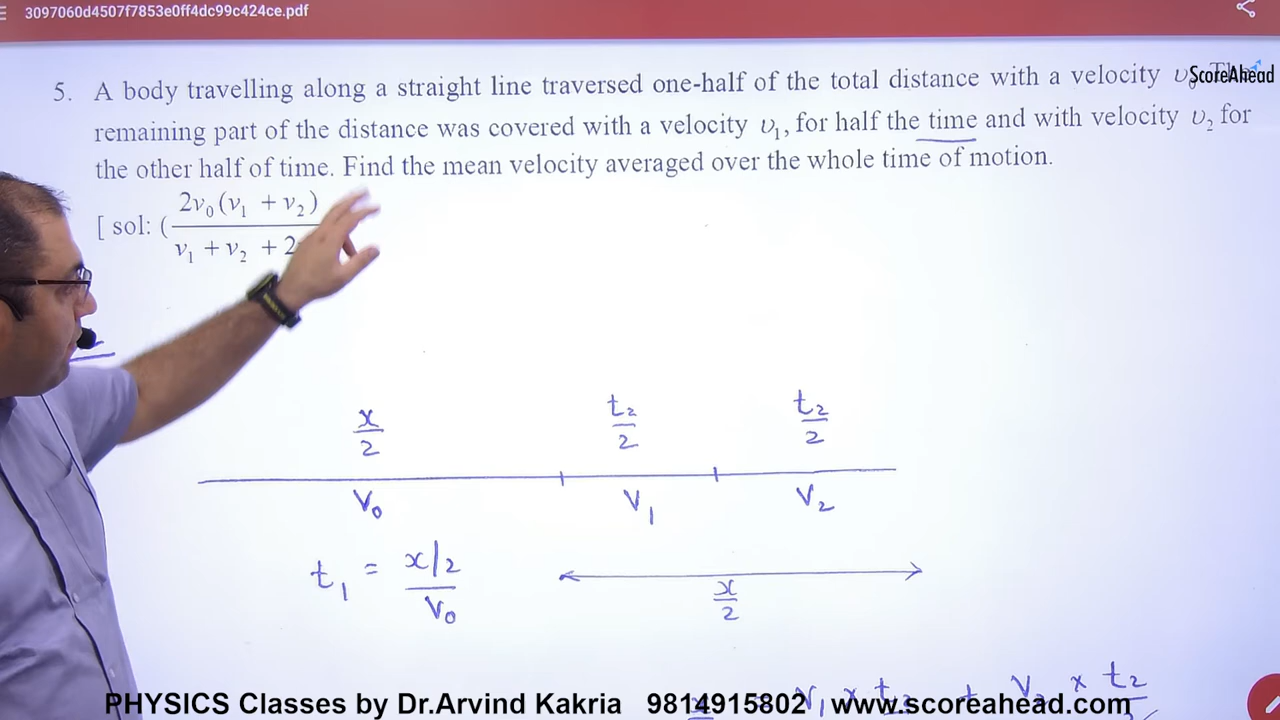 3097060d4507f7853e0ff4dc99c424ce.pdf
ScoreAhead
5. A body travelling along a straight line traversed one-half of the total distance with a velocity υ
remaining part of the distance was covered with a velocity υ₁, for half the time and with velocity υ₂ for
the other half of time. Find the mean velocity averaged over the whole time of motion.
[ sol: (
2v₀(v₁ + v₂)
v₁ + v₂ + 2
x/2 t₂/2 t₂/2
V₀ V₁ V₂
t₁ = x/2 / V₀
x/2
V₁ x t₂ + V₂ x t₂
PHYSICS Classes by Dr.Arvind Kakria 9814915802 www.scoreahead.com